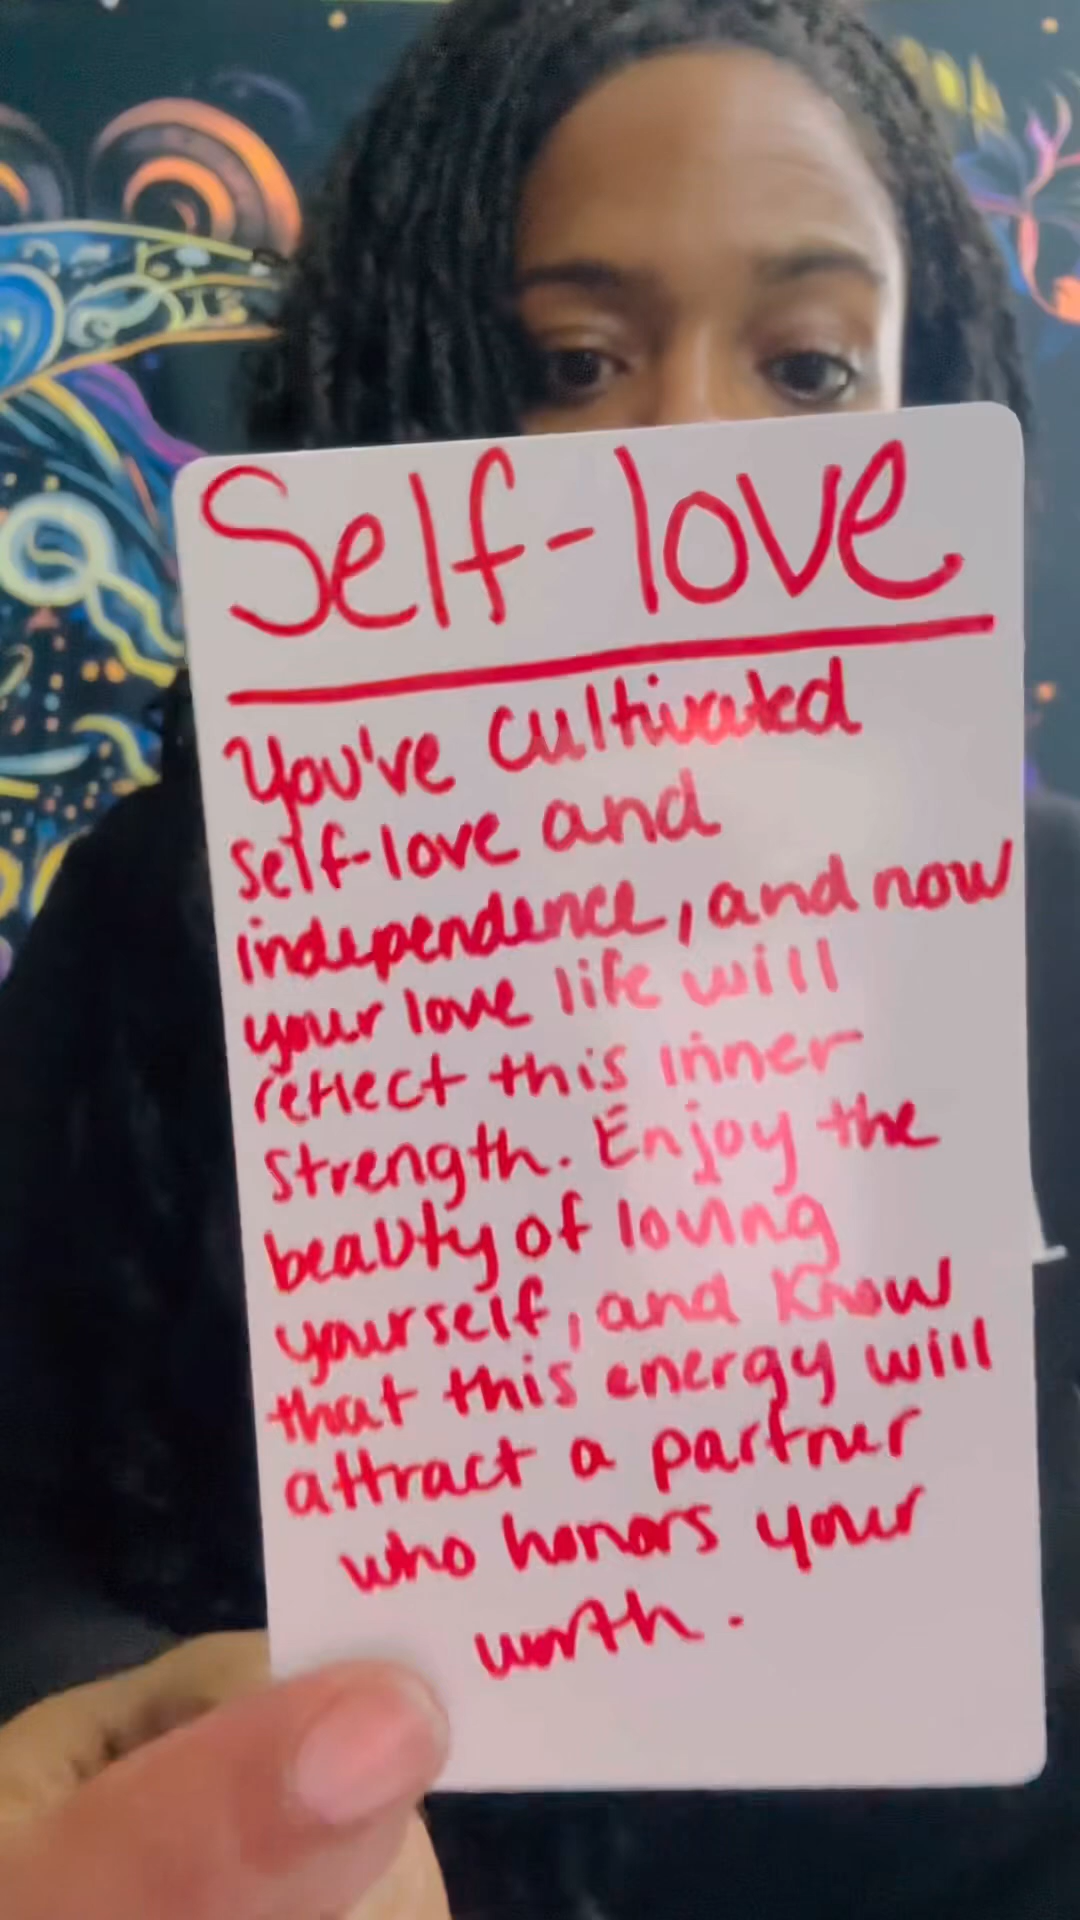 Self-love
You've cultivated
self-love and
independence, and now
your love life will
reflect this inner
strength. Enjoy the
beauty of loving
yourself, and know
that this energy will
attract a partner
who honors your
worth.